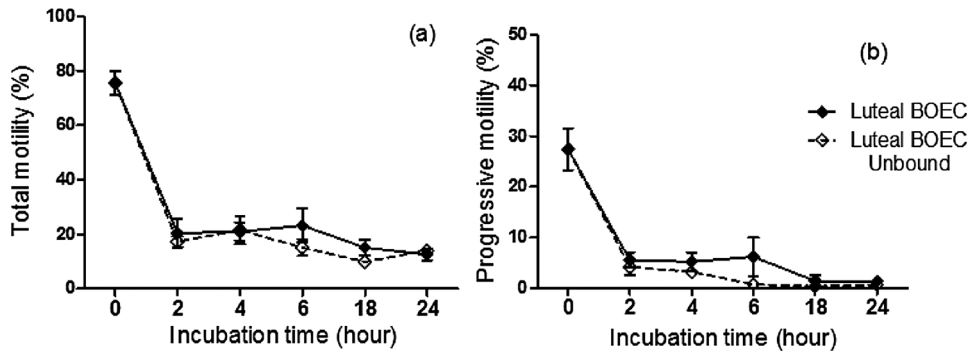 (a)
Total motility (%)
100
80
60
40
20
0
0 2 4 6 18 24
Incubation time (hour)
(b)
Progressive motility (%)
50
40
30
20
10
0
0 2 4 6 18 24
Incubation time (hour)
Luteal BOEC
Luteal BOEC
Unbound